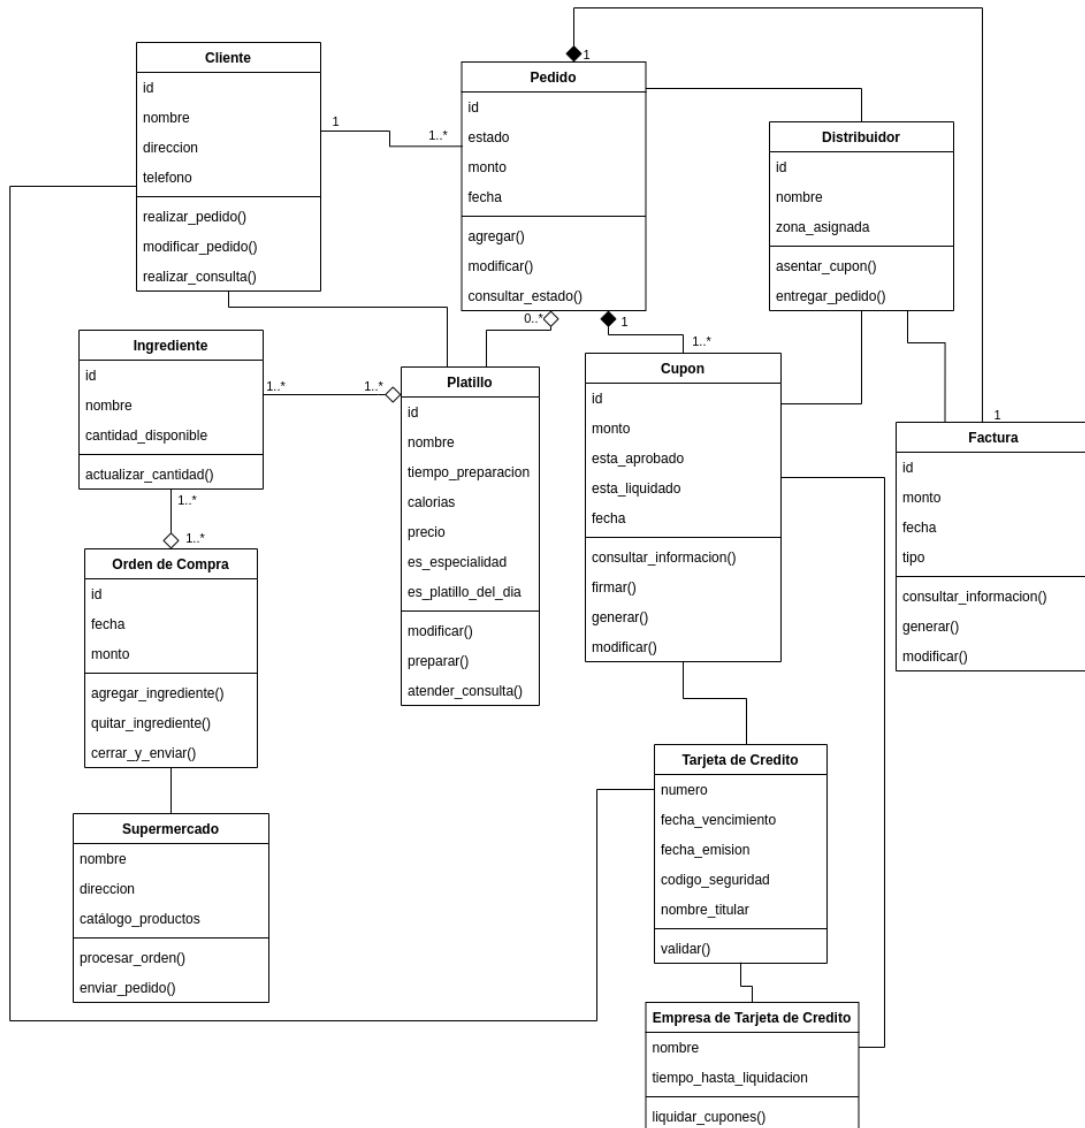 Cliente
id
nombre
direccion
telefono
realizar_pedido()
modificar_pedido()
realizar_consulta()
1
1..*
1
Pedido
id
estado
monto
fecha
agregar()
modificar()
consultar_estado()
0..*
1
1..*
Distribuidor
id
nombre
zona_asignada
asentar_cupon()
entregar_pedido()
Ingrediente
id
nombre
cantidad_disponible
actualizar_cantidad()
1..*
1..*
1..*
1..*
Platillo
id
nombre
tiempo_preparacion
calorias
precio
es_especialidad
es_platillo_del_dia
modificar()
preparar()
atender_consulta()
Cupon
id
monto
esta_aprobado
esta_liquidado
fecha
consultar_informacion()
firmar()
generar()
modificar()
1
Factura
id
monto
fecha
tipo
consultar_informacion()
generar()
modificar()
Orden de Compra
id
fecha
monto
agregar_ingrediente()
quitar_ingrediente()
cerrar_y_enviar()
Supermercado
nombre
direccion
catálogo_productos
procesar_orden()
enviar_pedido()
Tarjeta de Credito
numero
fecha_vencimiento
fecha_emision
codigo_seguridad
nombre_titular
validar()
Empresa de Tarjeta de Credito
nombre
tiempo_hasta_liquidacion
liquidar_cupones()